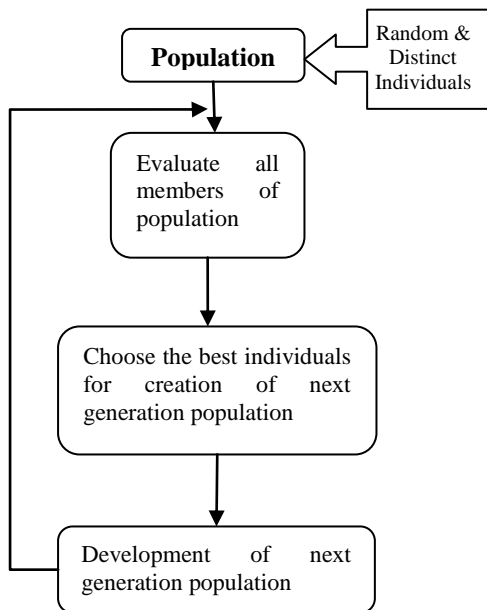 Population
Random &
Distinct
Individuals
Evaluate all
members of
population
Choose the best individuals
for creation of next
generation population
Development of next
generation population